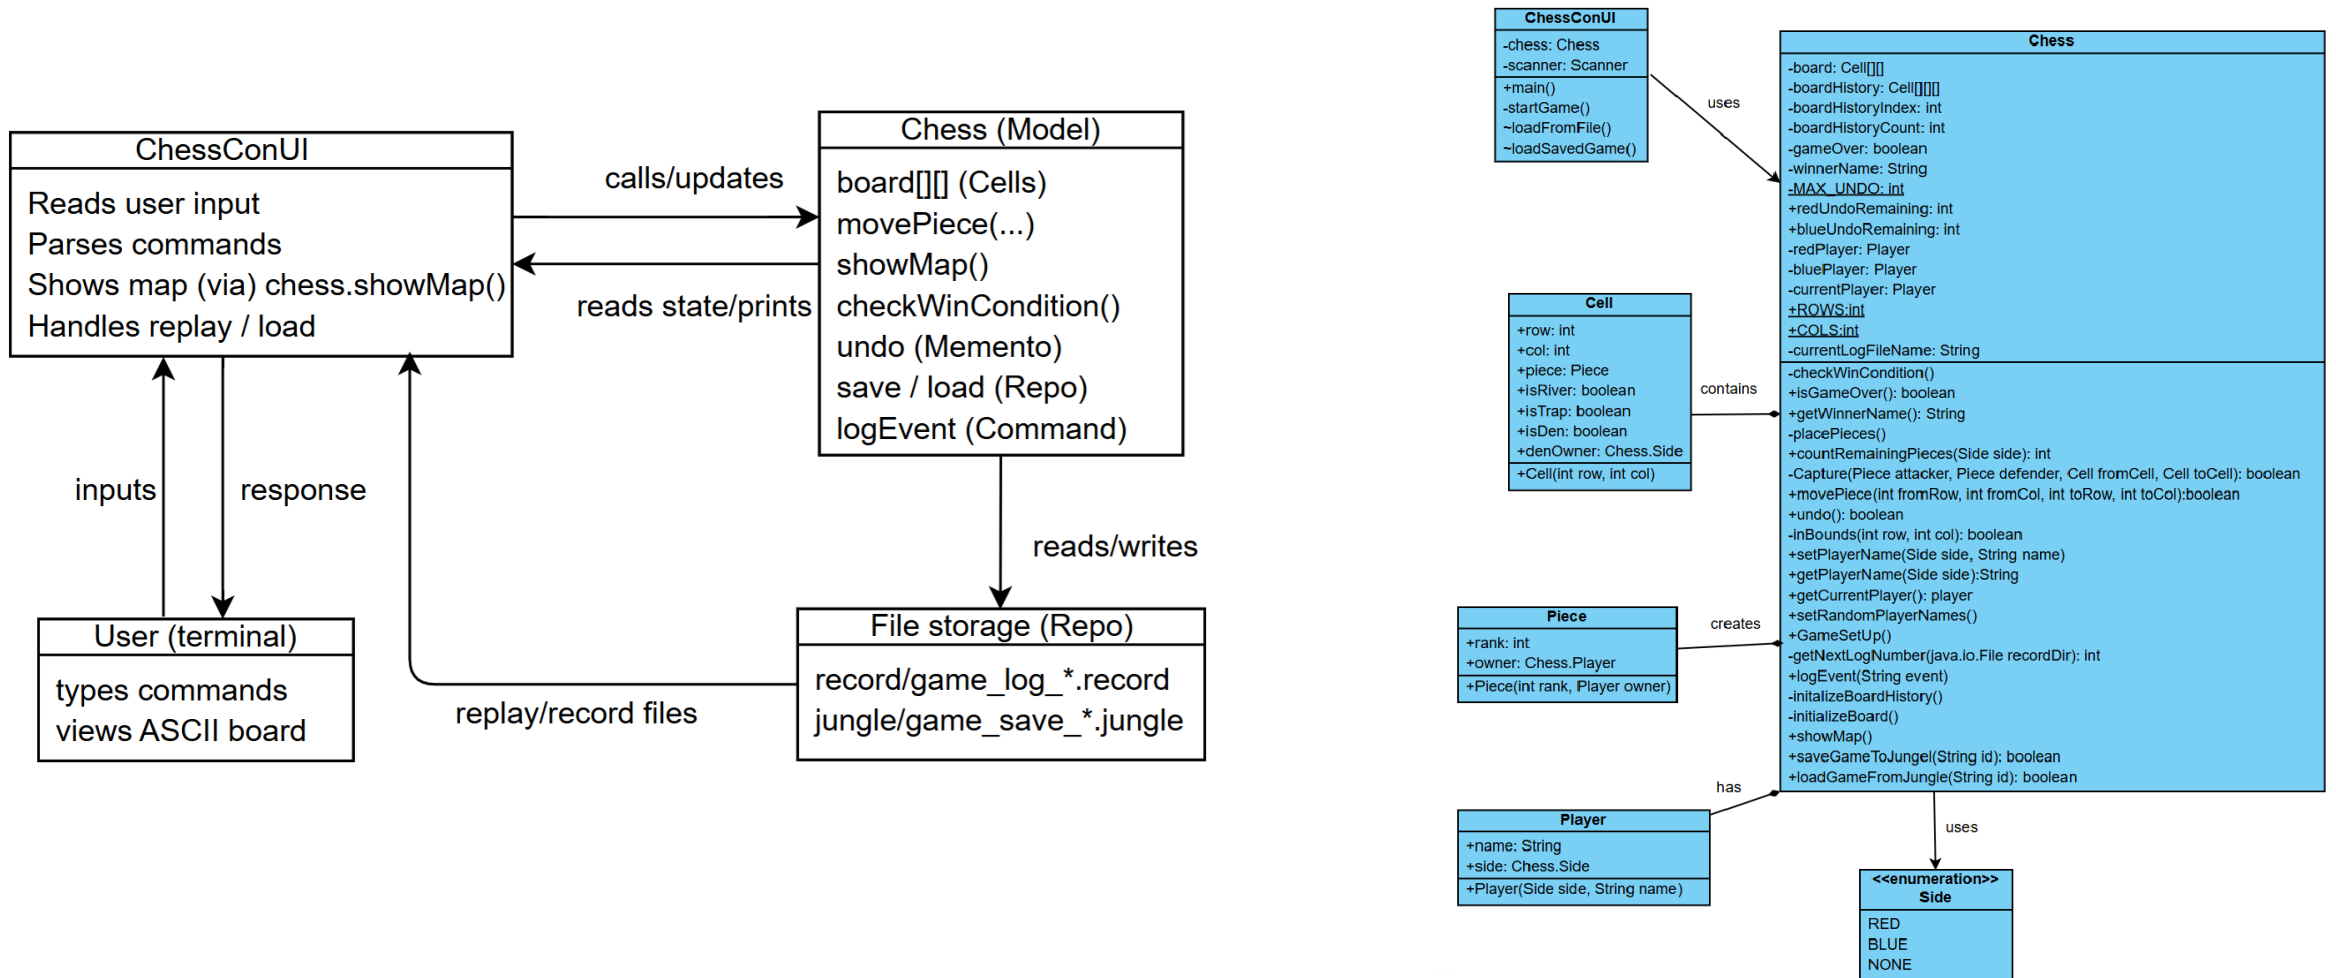 ChessConUI
Reads user input
Parses commands
Shows map (via) chess.showMap()
Handles replay / load
calls/updates
reads state/prints
Chess (Model)
board[][] (Cells)
movePiece(...)
showMap()
checkWinCondition()
undo (Memento)
save / load (Repo)
logEvent (Command)
inputs
response
reads/writes
User (terminal)
types commands
views ASCII board
replay/record files
File storage (Repo)
record/game_log_*.record
jungle/game_save_*.jungle
ChessConUI
-chess: Chess
-scanner: Scanner
+main()
-startGame()
~loadFromFile()
~loadSavedGame()
uses
Chess
-board: Cell[][]
-boardHistory: Cell[][][]
-boardHistoryIndex: int
-boardHistoryCount: int
-gameOver: boolean
-winnerName: String
-MAX_UNDO: int
+redUndoRemaining: int
+blueUndoRemaining: int
-redPlayer: Player
-bluePlayer: Player
-currentPlayer: Player
+ROWS:int
+COLS:int
-currentLogFileName: String
-checkWinCondition()
+isGameOver(): boolean
+getWinnerName(): String
-placePieces()
+countRemainingPieces(Side side): int
-Capture(Piece attacker, Piece defender, Cell fromCell, Cell toCell): boolean
+movePiece(int fromRow, int fromCol, int toRow, int toCol):boolean
+undo(): boolean
-inBounds(int row, int col): boolean
+setPlayerName(Side side, String name)
+getPlayerName(Side side):String
+getCurrentPlayer(): player
+setRandomPlayerNames()
+GameSetUp()
-getNextLogNumber(java.io.File recordDir): int
+logEvent(String event)
-initalizeBoardHistory()
-initializeBoard()
+showMap()
+saveGameToJungel(String id): boolean
+loadGameFromJungle(String id): boolean
Cell
+row: int
+col: int
+piece: Piece
+isRiver: boolean
+isTrap: boolean
+isDen: boolean
+denOwner: Chess.Side
+Cell(int row, int col)
contains
Piece
+rank: int
+owner: Chess.Player
+Piece(int rank, Player owner)
creates
Player
+name: String
+side: Chess.Side
+Player(Side side, String name)
has
uses
<<enumeration>>
Side
RED
BLUE
NONE